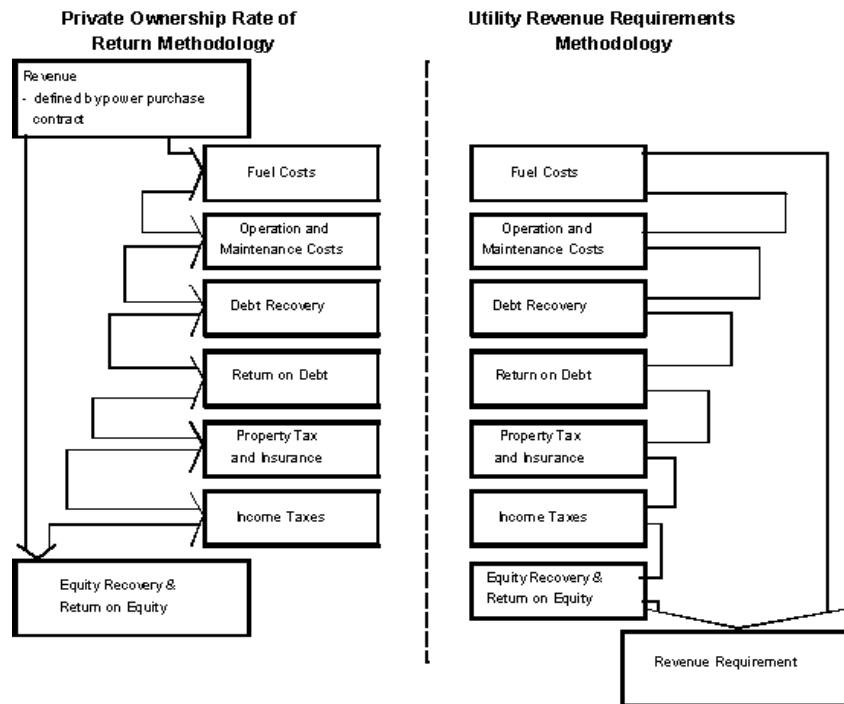 Private Ownership Rate of
Return Methodology
Revenue
- defined by power purchase
contract
Fuel Costs
Operation and
Maintenance Costs
Debt Recovery
Return on Debt
Property Tax
and Insurance
Income Taxes
Equity Recovery &
Return on Equity
Utility Revenue Requirements
Methodology
Fuel Costs
Operation and
Maintenance Costs
Debt Recovery
Return on Debt
Property Tax
and Insurance
Income Taxes
Equity Recovery &
Return on Equity
Revenue Requirement